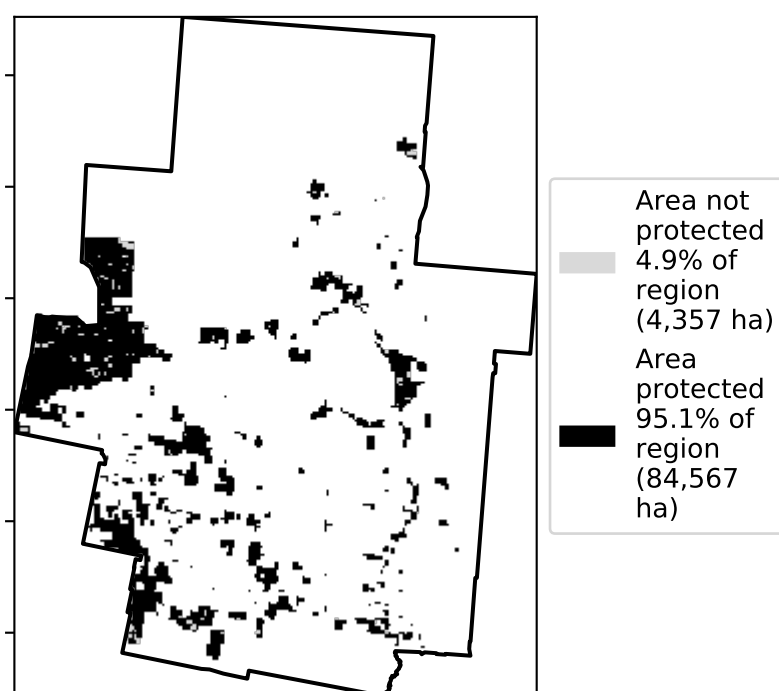 Area not
protected
4.9% of
region
(4,357 ha)
Area
protected
95.1% of
region
(84,567
ha)